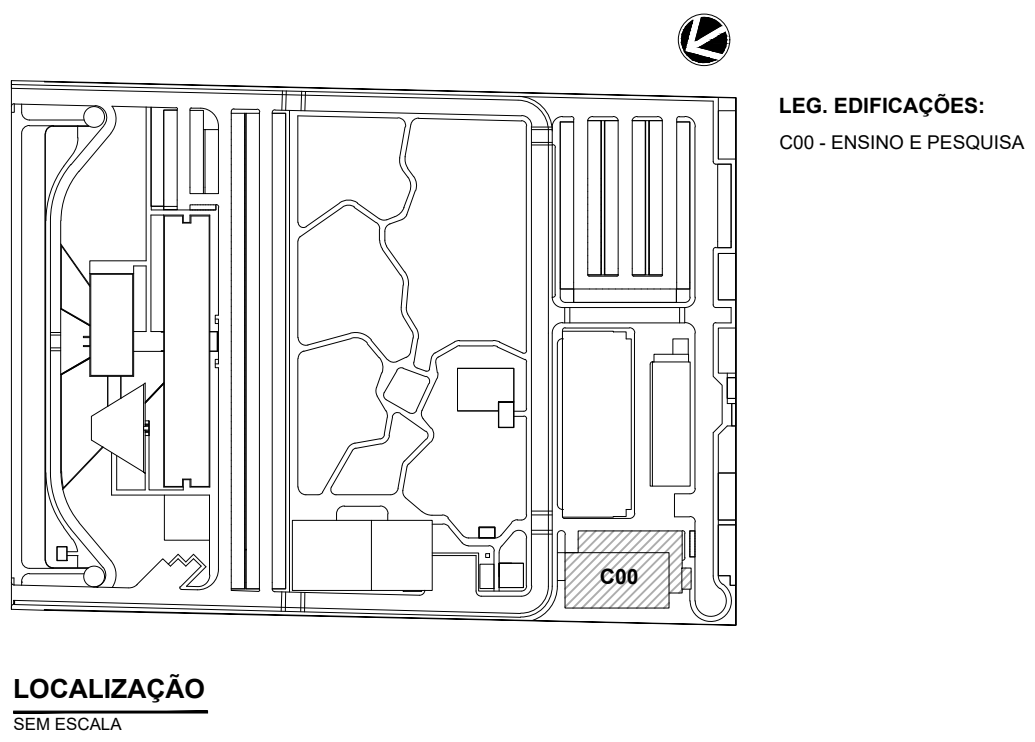 LEG. EDIFICAÇÕES:
C00 - ENSINO E PESQUISA
C00
LOCALIZAÇÃO
SEM ESCALA